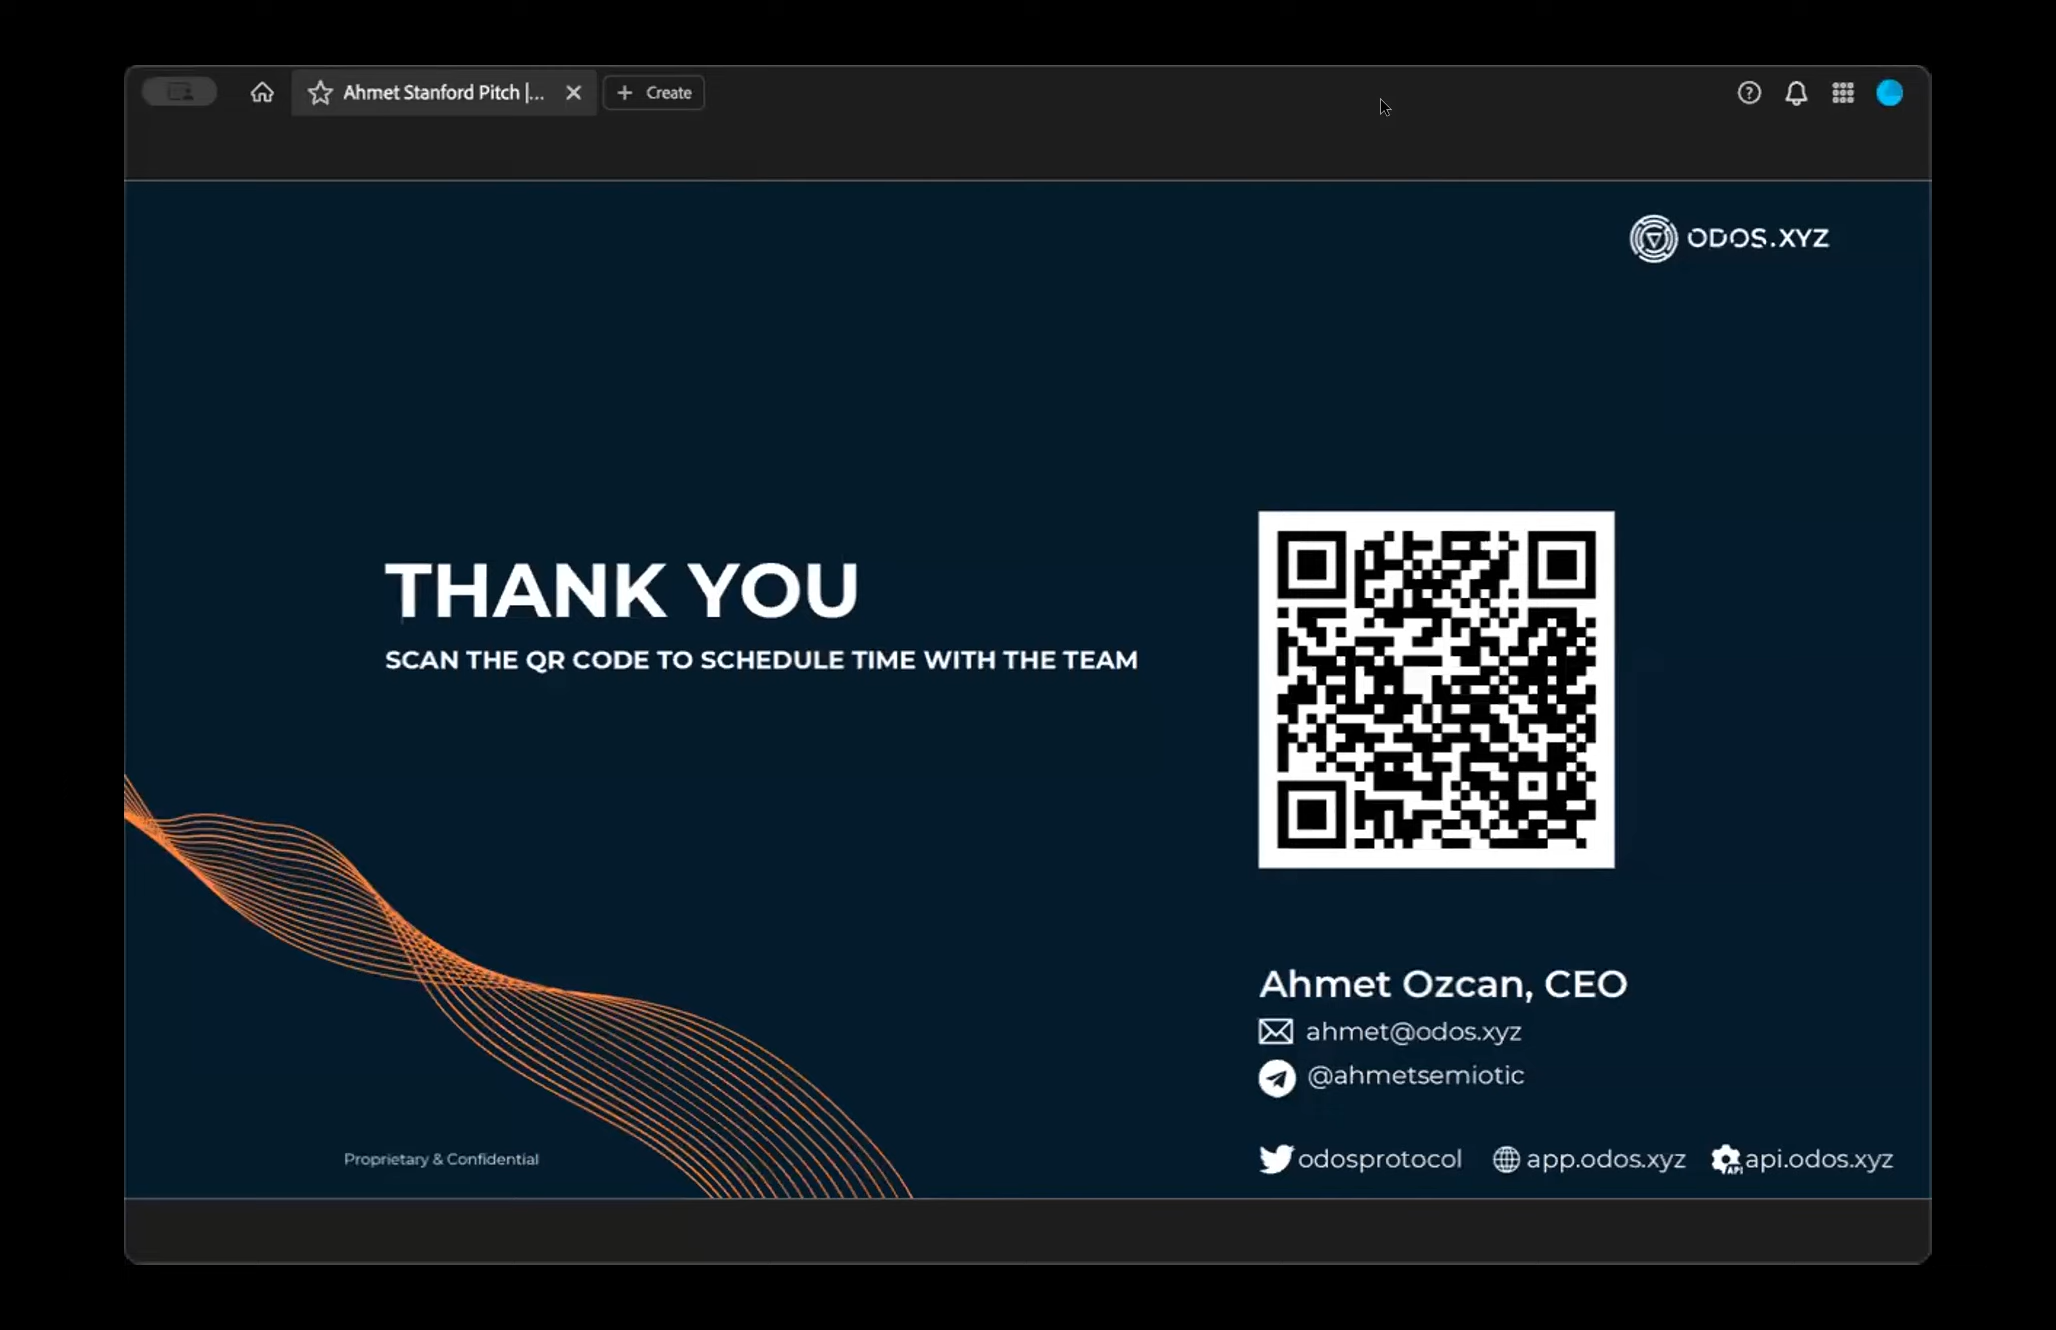 Ahmet Stanford Pitch |...
Create
ODOS.XYZ
THANK YOU
SCAN THE QR CODE TO SCHEDULE TIME WITH THE TEAM
Ahmet Ozcan, CEO
ahmet@odos.xyz
@ahmetsemiotic
Proprietary & Confidential
odosprotocol
app.odos.xyz
API
api.odos.xyz